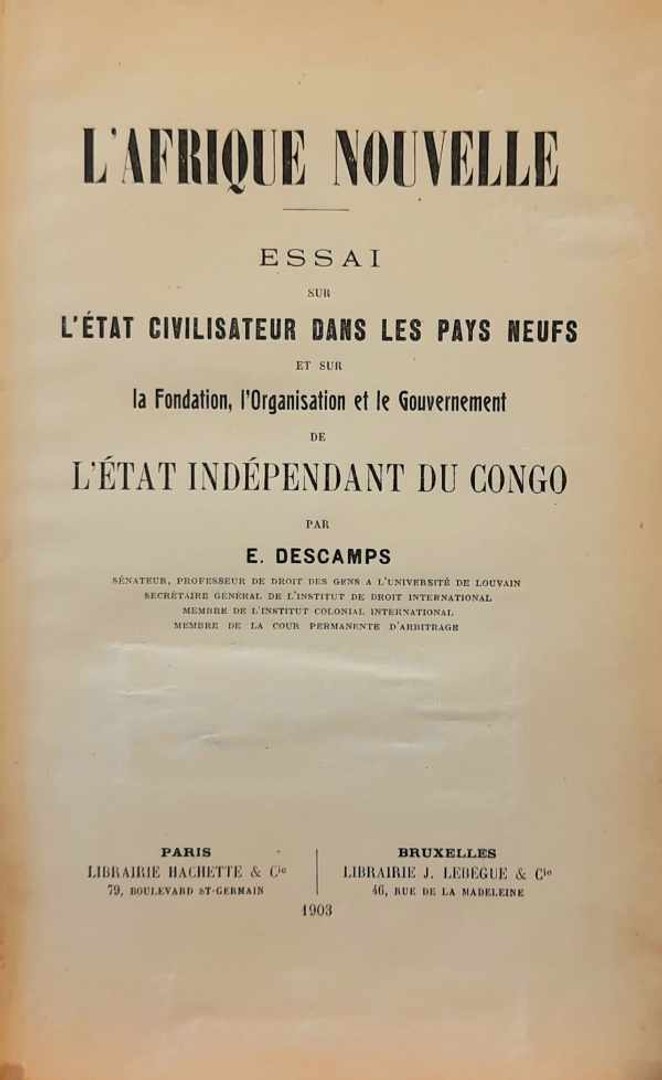 L'AFRIQUE NOUVELLE
ESSAI
SUR
L'ÉTAT CIVILISATEUR DANS LES PAYS NEUFS
ET SUR
la Fondation, l'Organisation et le Gouvernement
DE
L'ÉTAT INDÉPENDANT DU CONGO
PAR
E. DESCAMPS
SÉNATEUR, PROFESSEUR DE DROIT DES GENS A L'UNIVERSITÉ DE LOUVAIN
SECRÉTAIRE GÉNÉRAL DE L'INSTITUT DE DROIT INTERNATIONAL
MEMBRE DE L'INSTITUT COLONIAL INTERNATIONAL
MEMBRE DE LA COUR PERMANENTE D'ARBITRAGE
PARIS
LIBRAIRIE HACHETTE & Cie
79, BOULEVARD ST-GERMAIN
BRUXELLES
LIBRAIRIE J. LEBÈGUE & Cie
46, RUE DE LA MADELEINE
1903